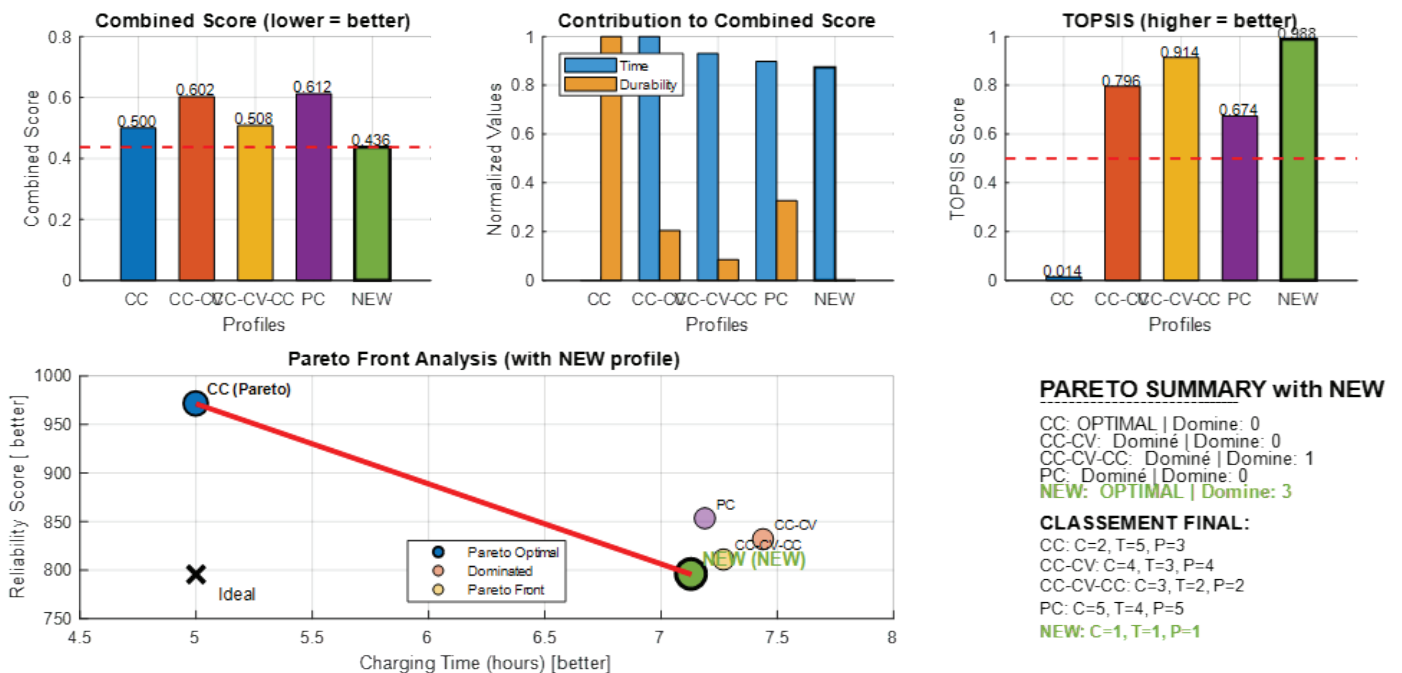 Combined Score (lower = better)
Combined Score
0.8
0.6
0.4
0.2
0
0.500
0.602
0.508
0.612
0.436
CC
CC-CV
CC-CV-CC
PC
NEW
Profiles
Contribution to Combined Score
Normalized Values
1
0.8
0.6
0.4
0.2
0
Time
Durability
CC
CC-CV
CC-CV-CC
PC
NEW
Profiles
TOPSIS (higher = better)
TOPSIS Score
1
0.8
0.6
0.4
0.2
0
0.014
0.796
0.914
0.674
0.988
CC
CC-CV
CC-CV-CC
PC
NEW
Profiles
Pareto Front Analysis (with NEW profile)
Reliability Score [ better]
1000
950
900
850
800
750
CC (Pareto)
PC
CC-CV
CC-CV-CC
NEW (NEW)
Ideal
Pareto Optimal
Dominated
Pareto Front
4.5
5
5.5
6
6.5
7
7.5
8
Charging Time (hours) [better]
PARETO SUMMARY with NEW
CC: OPTIMAL | Domine: 0
CC-CV: Dominé | Domine: 0
CC-CV-CC: Dominé | Domine: 1
PC: Dominé | Domine: 0
NEW: OPTIMAL | Domine: 3
CLASSEMENT FINAL:
CC: C=2, T=5, P=3
CC-CV: C=4, T=3, P=4
CC-CV-CC: C=3, T=2, P=2
PC: C=5, T=4, P=5
NEW: C=1, T=1, P=1